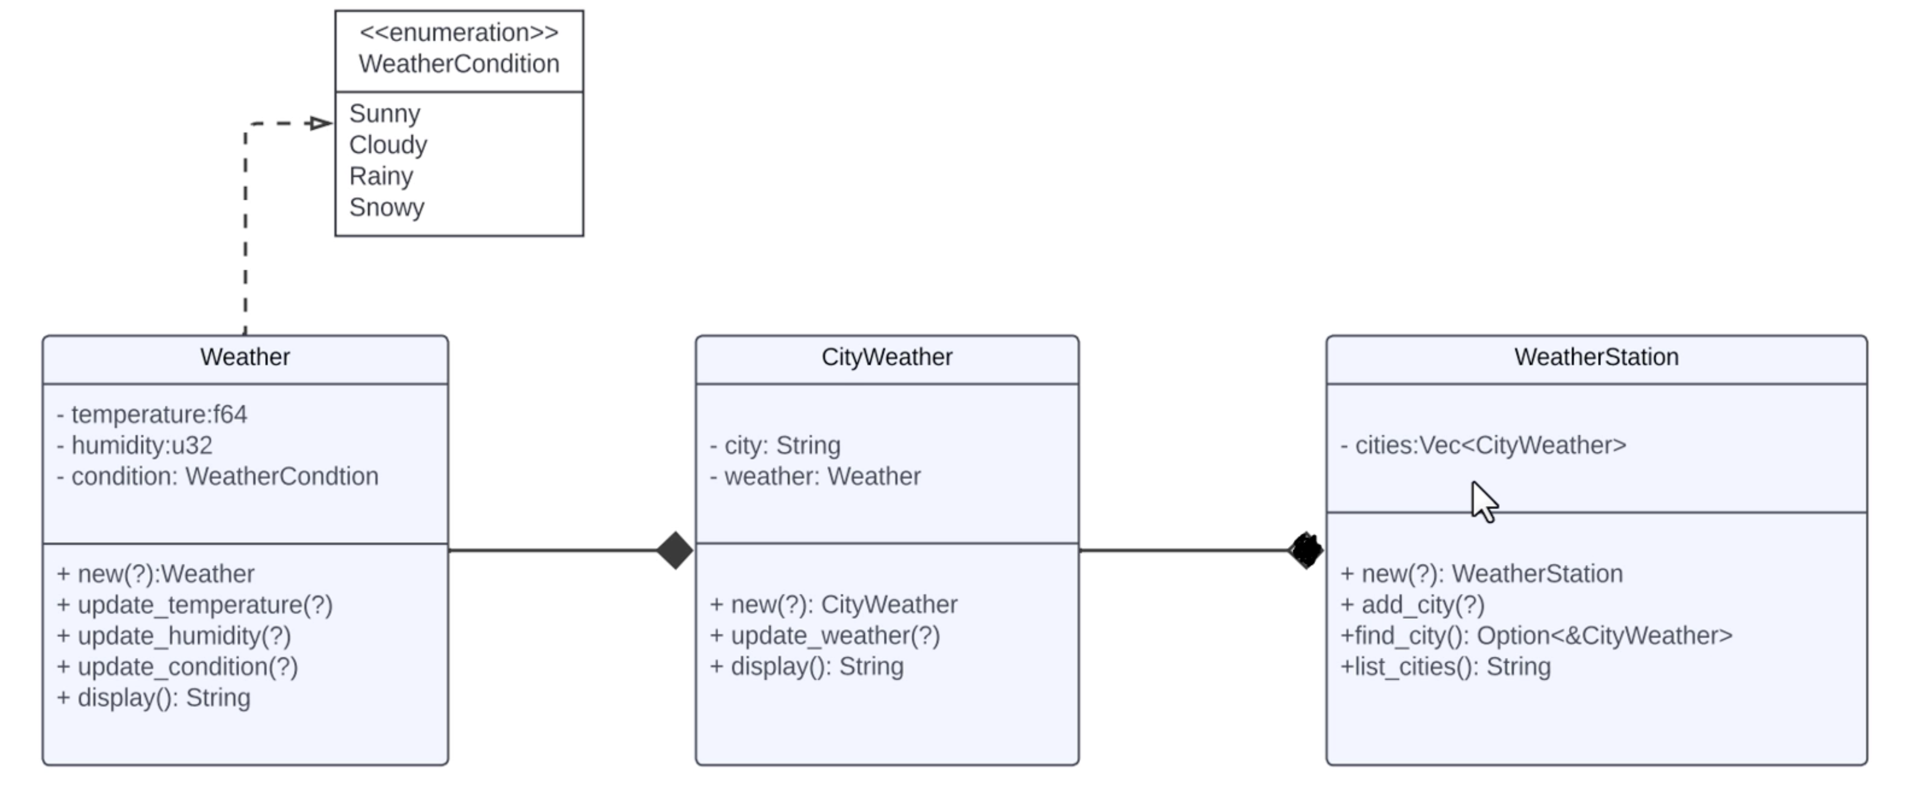 <<enumeration>>
WeatherCondition
Sunny
Cloudy
Rainy
Snowy
Weather
- temperature:f64
- humidity:u32
- condition: WeatherCondtion
+ new(?):Weather
+ update_temperature(?)
+ update_humidity(?)
+ update_condition(?)
+ display(): String
CityWeather
- city: String
- weather: Weather
+ new(?): CityWeather
+ update_weather(?)
+ display(): String
WeatherStation
- cities:Vec<CityWeather>
+ new(?): WeatherStation
+ add_city(?)
+find_city(): Option<&CityWeather>
+list_cities(): String